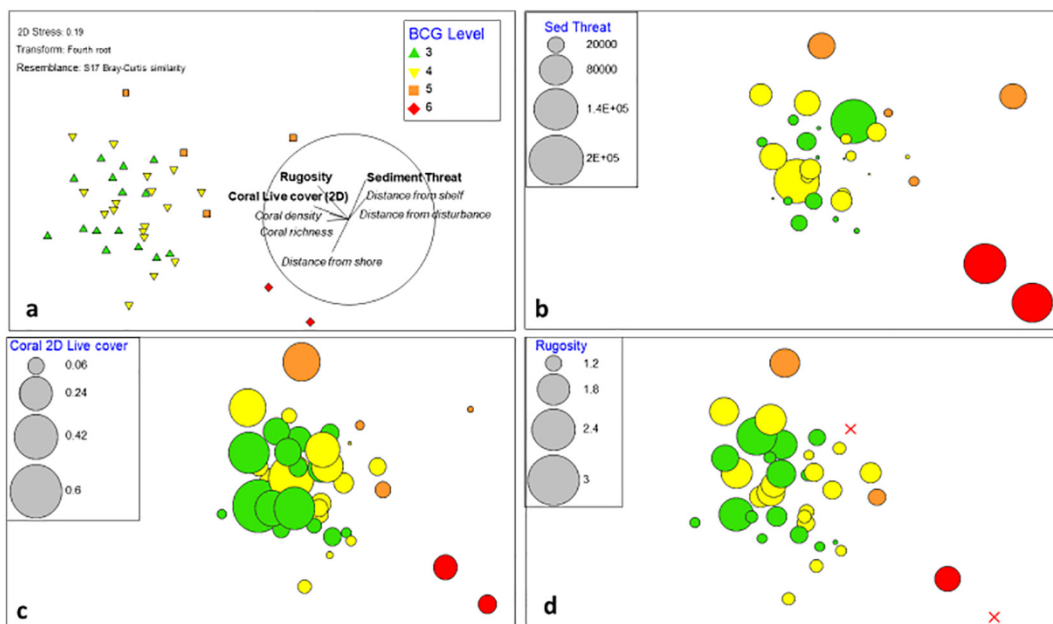 2D Stress: 0.19
Transform: Fourth root
Resemblance: S17 Bray-Curtis similarity
BCG Level
3
4
5
6
Rugosity
Sediment Threat
Coral Live cover (2D)
Distance from shelf
Coral density
Distance from disturbance
Coral richness
Distance from shore
a
Sed Threat
20000
80000
1.4E+05
2E+05
b
Coral 2D Live cover
0.06
0.24
0.42
0.6
c
Rugosity
1.2
1.8
2.4
3
d